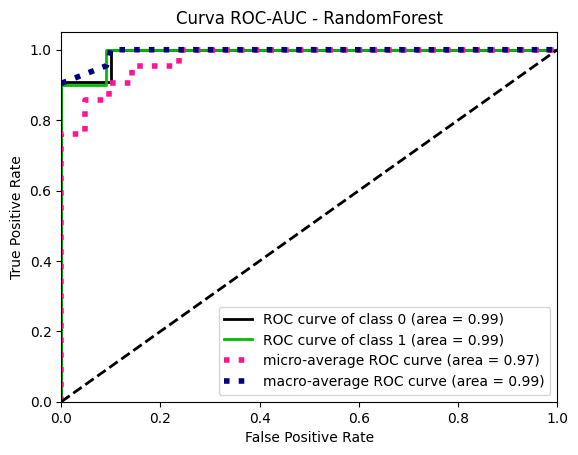 Curva ROC-AUC - RandomForest
True Positive Rate
1.0
0.8
0.6
0.4
0.2
0.0
ROC curve of class 0 (area = 0.99)
ROC curve of class 1 (area = 0.99)
micro-average ROC curve (area = 0.97)
macro-average ROC curve (area = 0.99)
0.0 0.2 0.4 0.6 0.8 1.0
False Positive Rate